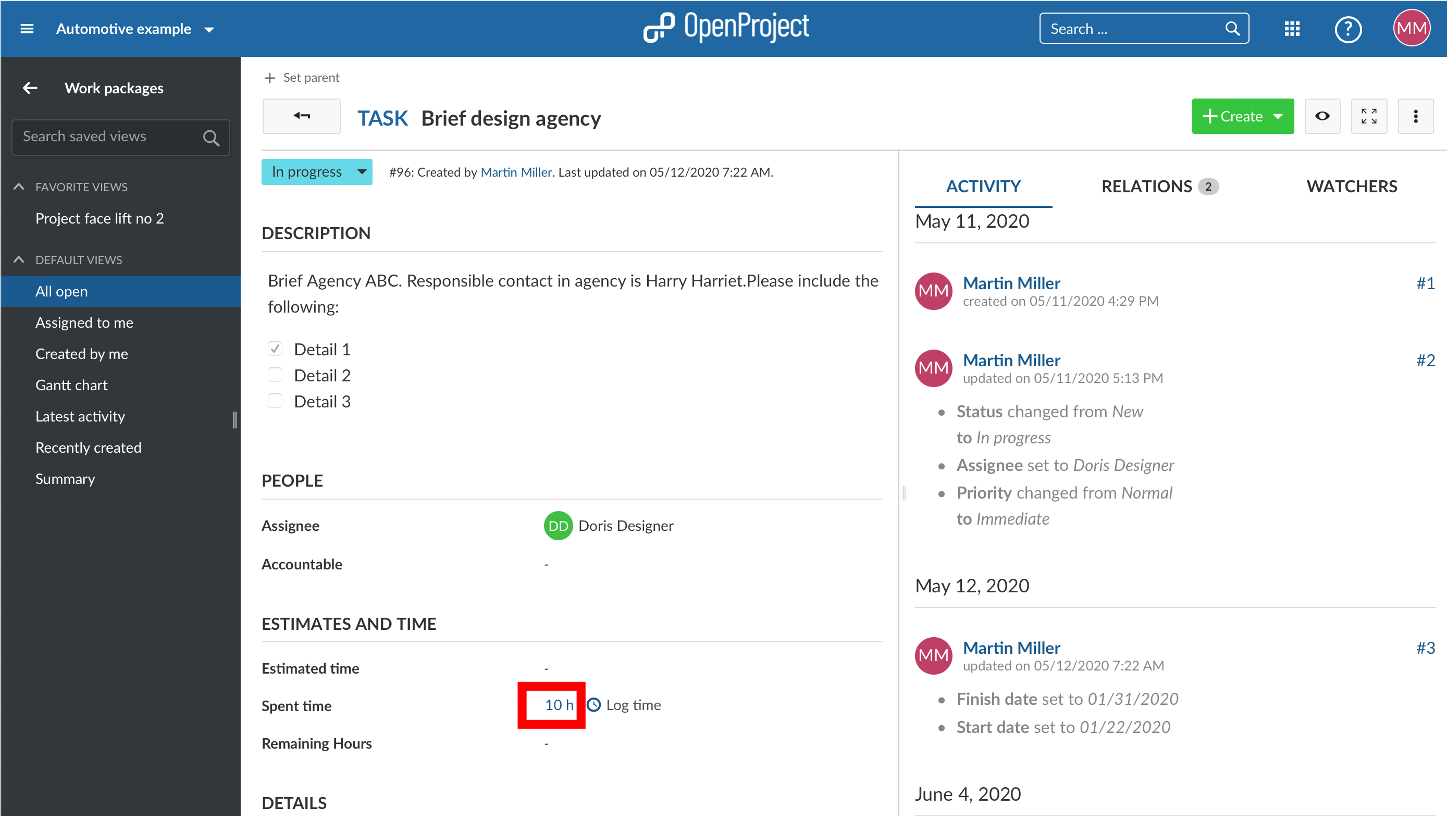 Automotive example
OpenProject
Search ...
?
MM
Work packages
Search saved views
FAVORITE VIEWS
Project face lift no 2
DEFAULT VIEWS
All open
Assigned to me
Created by me
Gantt chart
Latest activity
Recently created
Summary
+ Set parent
TASK Brief design agency
+ Create
In progress
#96: Created by Martin Miller. Last updated on 05/12/2020 7:22 AM.
DESCRIPTION
Brief Agency ABC. Responsible contact in agency is Harry Harriet.Please include the
following:
Detail 1
Detail 2
Detail 3
PEOPLE
Assignee
DD Doris Designer
Accountable
-
ESTIMATES AND TIME
Estimated time
-
Spent time
10 h Log time
Remaining Hours
-
DETAILS
ACTIVITY
RELATIONS 2
WATCHERS
May 11, 2020
MM
Martin Miller
#1
created on 05/11/2020 4:29 PM
MM
Martin Miller
#2
updated on 05/11/2020 5:13 PM
• Status changed from New
to In progress
• Assignee set to Doris Designer
• Priority changed from Normal
to Immediate
May 12, 2020
MM
Martin Miller
#3
updated on 05/12/2020 7:22 AM
• Finish date set to 01/31/2020
• Start date set to 01/22/2020
June 4, 2020